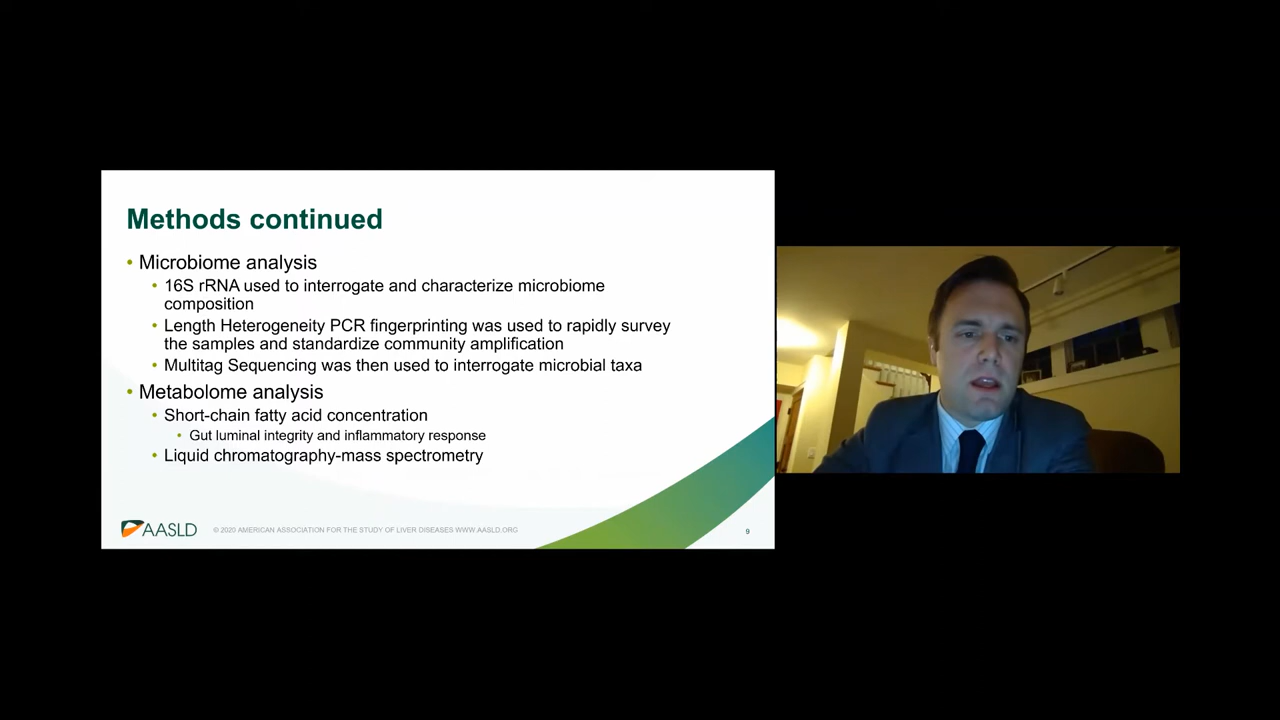 Methods continued
• Microbiome analysis
• 16S rRNA used to interrogate and characterize microbiome
composition
• Length Heterogeneity PCR fingerprinting was used to rapidly survey
the samples and standardize community amplification
• Multitag Sequencing was then used to interrogate microbial taxa
• Metabolome analysis
• Short-chain fatty acid concentration
• Gut luminal integrity and inflammatory response
• Liquid chromatography-mass spectrometry
AASLD
© 2020 AMERICAN ASSOCIATION FOR THE STUDY OF LIVER DISEASES WWW.AASLD.ORG
9